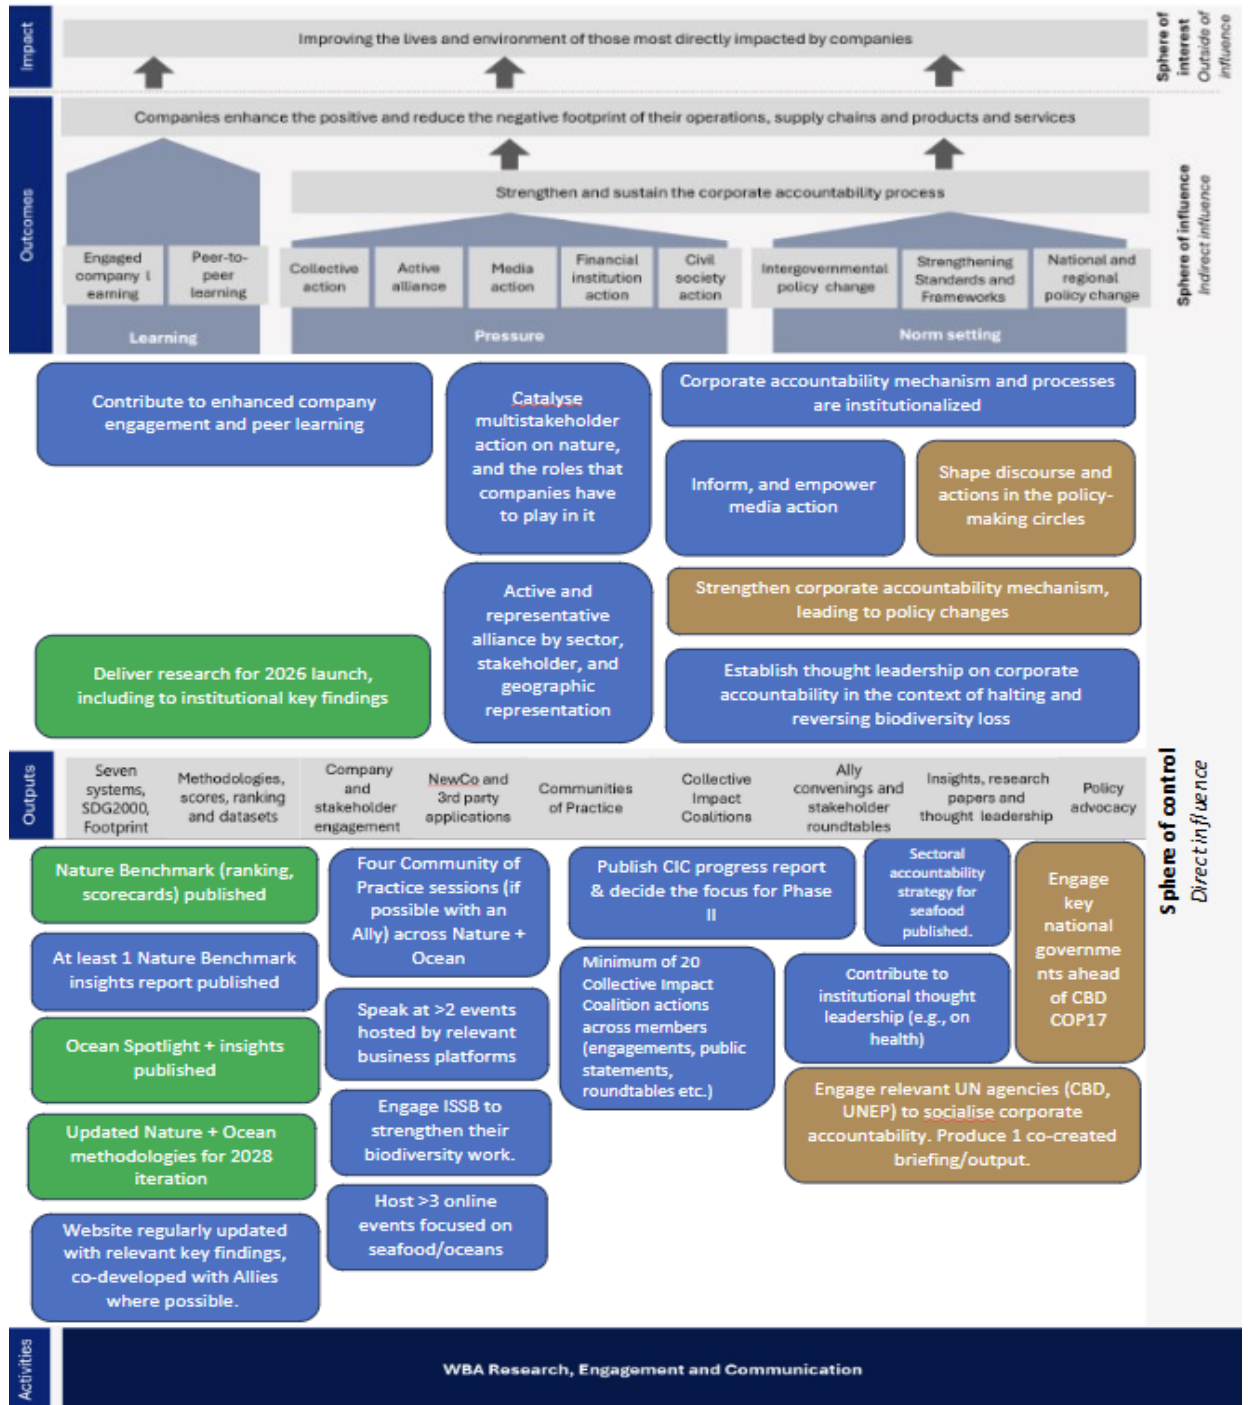 Impact
Improving the lives and environment of those most directly impacted by companies
Sphere of
interest
Outside of
influence
Outcomes
Companies enhance the positive and reduce the negative footprint of their operations, supply chains and products and services
Strengthen and sustain the corporate accountability process
Sphere of influence
Indirect influence
Engaged
company l
earning
Peer-to-
peer
learning
Collective
action
Active
alliance
Media
action
Financial
institution
action
Civil
society
action
Intergovernmental
policy change
Strengthening
Standards and
Frameworks
National and
regional
policy change
Learning
Pressure
Norm setting
Contribute to enhanced company
engagement and peer learning
Catalyse
multistakeholder
action on nature,
and the roles that
companies have
to play in it
Corporate accountability mechanism and processes
are institutionalized
Inform, and empower
media action
Shape discourse and
actions in the policy-
making circles
Active and
representative
alliance by sector,
stakeholder, and
geographic
representation
Strengthen corporate accountability mechanism,
leading to policy changes
Deliver research for 2026 launch,
including to institutional key findings
Establish thought leadership on corporate
accountability in the context of halting and
reversing biodiversity loss
Outputs
Seven
systems,
SDG2000,
Footprint
Methodologies,
scores, ranking
and datasets
Company
and
stakeholder
engagement
NewCo and
3rd party
applications
Communities
of Practice
Collective
Impact
Coalitions
Ally
convenings and
stakeholder
roundtables
Insights, research
papers and
thought leadership
Policy
advocacy
Sphere of control
Direct influence
Nature Benchmark (ranking,
scorecards) published
At least 1 Nature Benchmark
insights report published
Ocean Spotlight + insights
published
Updated Nature + Ocean
methodologies for 2028
iteration
Website regularly updated
with relevant key findings,
co-developed with Allies
where possible.
Four Community of
Practice sessions (if
possible with an
Ally) across Nature +
Ocean
Speak at >2 events
hosted by relevant
business platforms
Engage ISSB to
strengthen their
biodiversity work.
Host >3 online
events focused on
seafood/oceans
Publish CIC progress report
& decide the focus for Phase
II
Minimum of 20
Collective Impact
Coalition actions
across members
(engagements, public
statements,
roundtables etc.)
Sectoral
accountability
strategy for
seafood
published.
Contribute to
institutional thought
leadership (e.g., on
health)
Engage
key
national
governme
nts ahead
of CBD
COP17
Engage relevant UN agencies (CBD,
UNEP) to socialise corporate
accountability. Produce 1 co-created
briefing/output.
Activities
WBA Research, Engagement and Communication